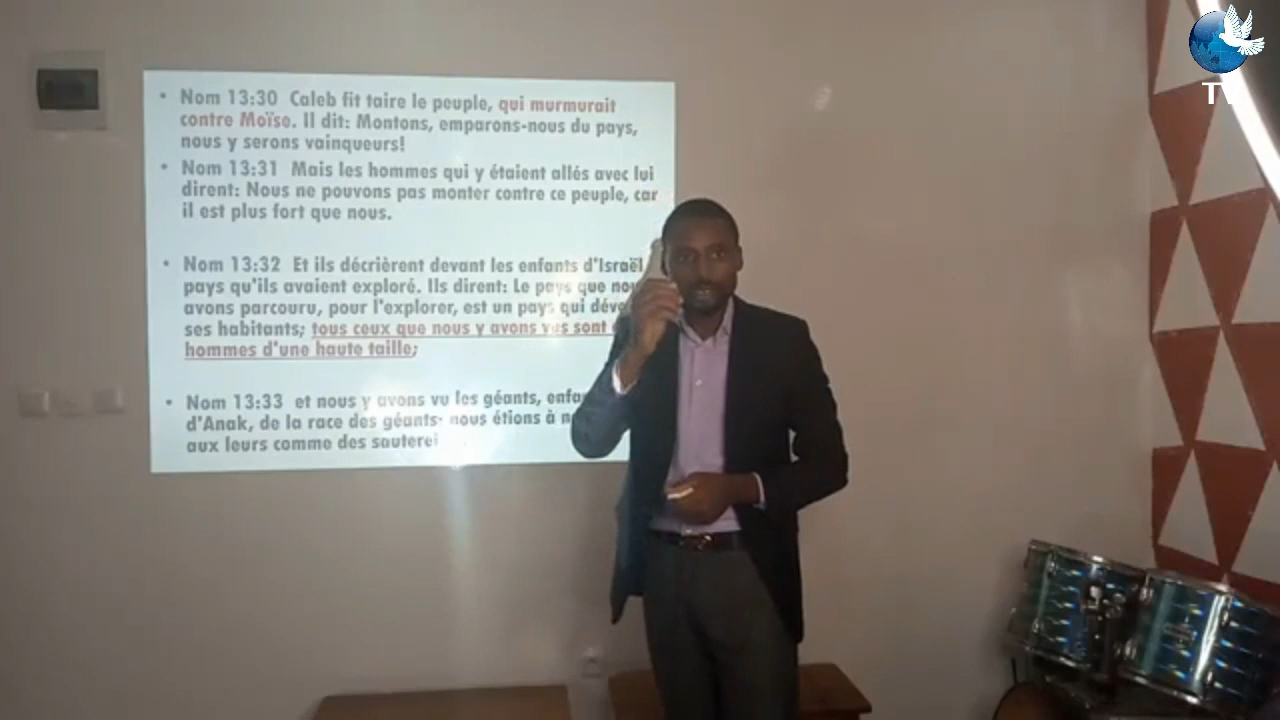 • Nom 13:30 Caleb fit taire le peuple, qui murmurait
contre Moïse. Il dit: Montons, emparons-nous du pays,
nous y serons vainqueurs!
• Nom 13:31 Mais les hommes qui y étaient allés avec lui
dirent: Nous ne pouvons pas monter contre ce peuple, car
il est plus fort que nous.
• Nom 13:32 Et ils décrièrent devant les enfants d'Israël
pays qu'ils avaient exploré. Ils dirent: Le pays que
avons parcouru, pour l'explorer, est un pays qui
ses habitants; tous ceux que nous y avons vus sont
hommes d'une haute taille;
• Nom 13:33 et nous y avons vu les géants,
d'Anak, de la race des géants: nous étions à
aux leurs comme des
TV